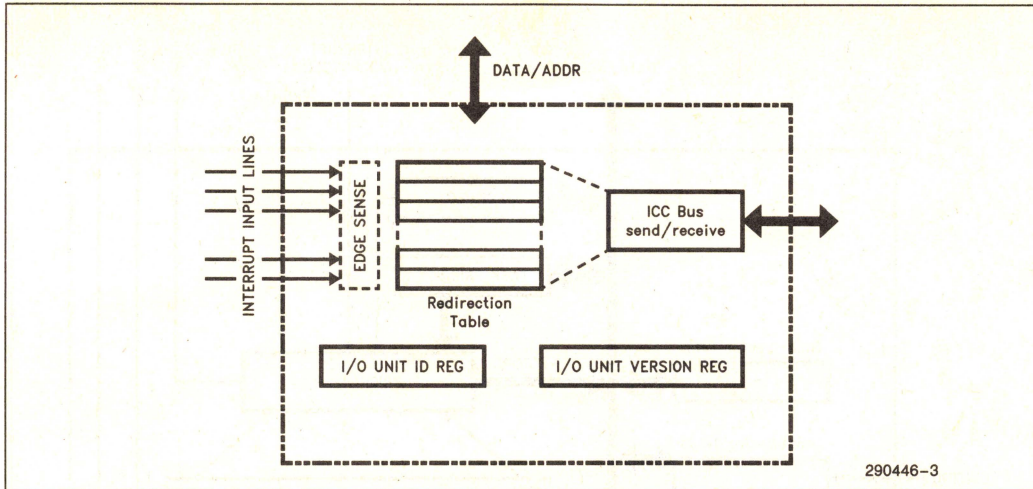 DATA/ADDR
INTERRUPT INPUT LINES
EDGE SENSE
ICC Bus
send/receive
Redirection
Table
I/O UNIT ID REG
I/O UNIT VERSION REG
290446-3